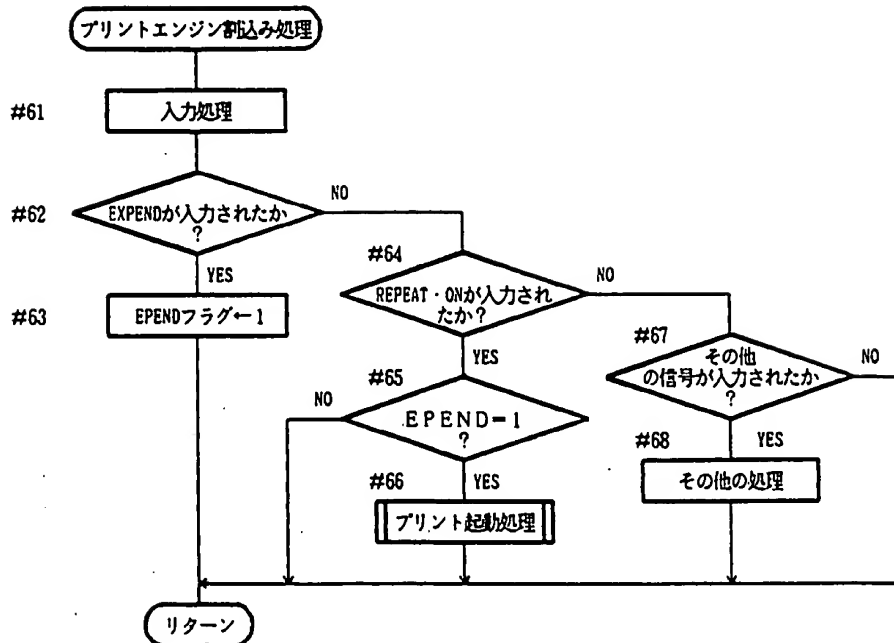 プリントエンジン割込み処理
#61
入力処理
#62
EXPENDが入力されたか
?
NO
YES
#63
EPENDフラグ←1
#64
REPEAT・ONが入力され
たか?
NO
YES
#65
EPEND=1
?
NO
YES
#66
プリント起動処理
#67
その他
の信号が入力されたか
?
NO
YES
#68
その他の処理
リターン